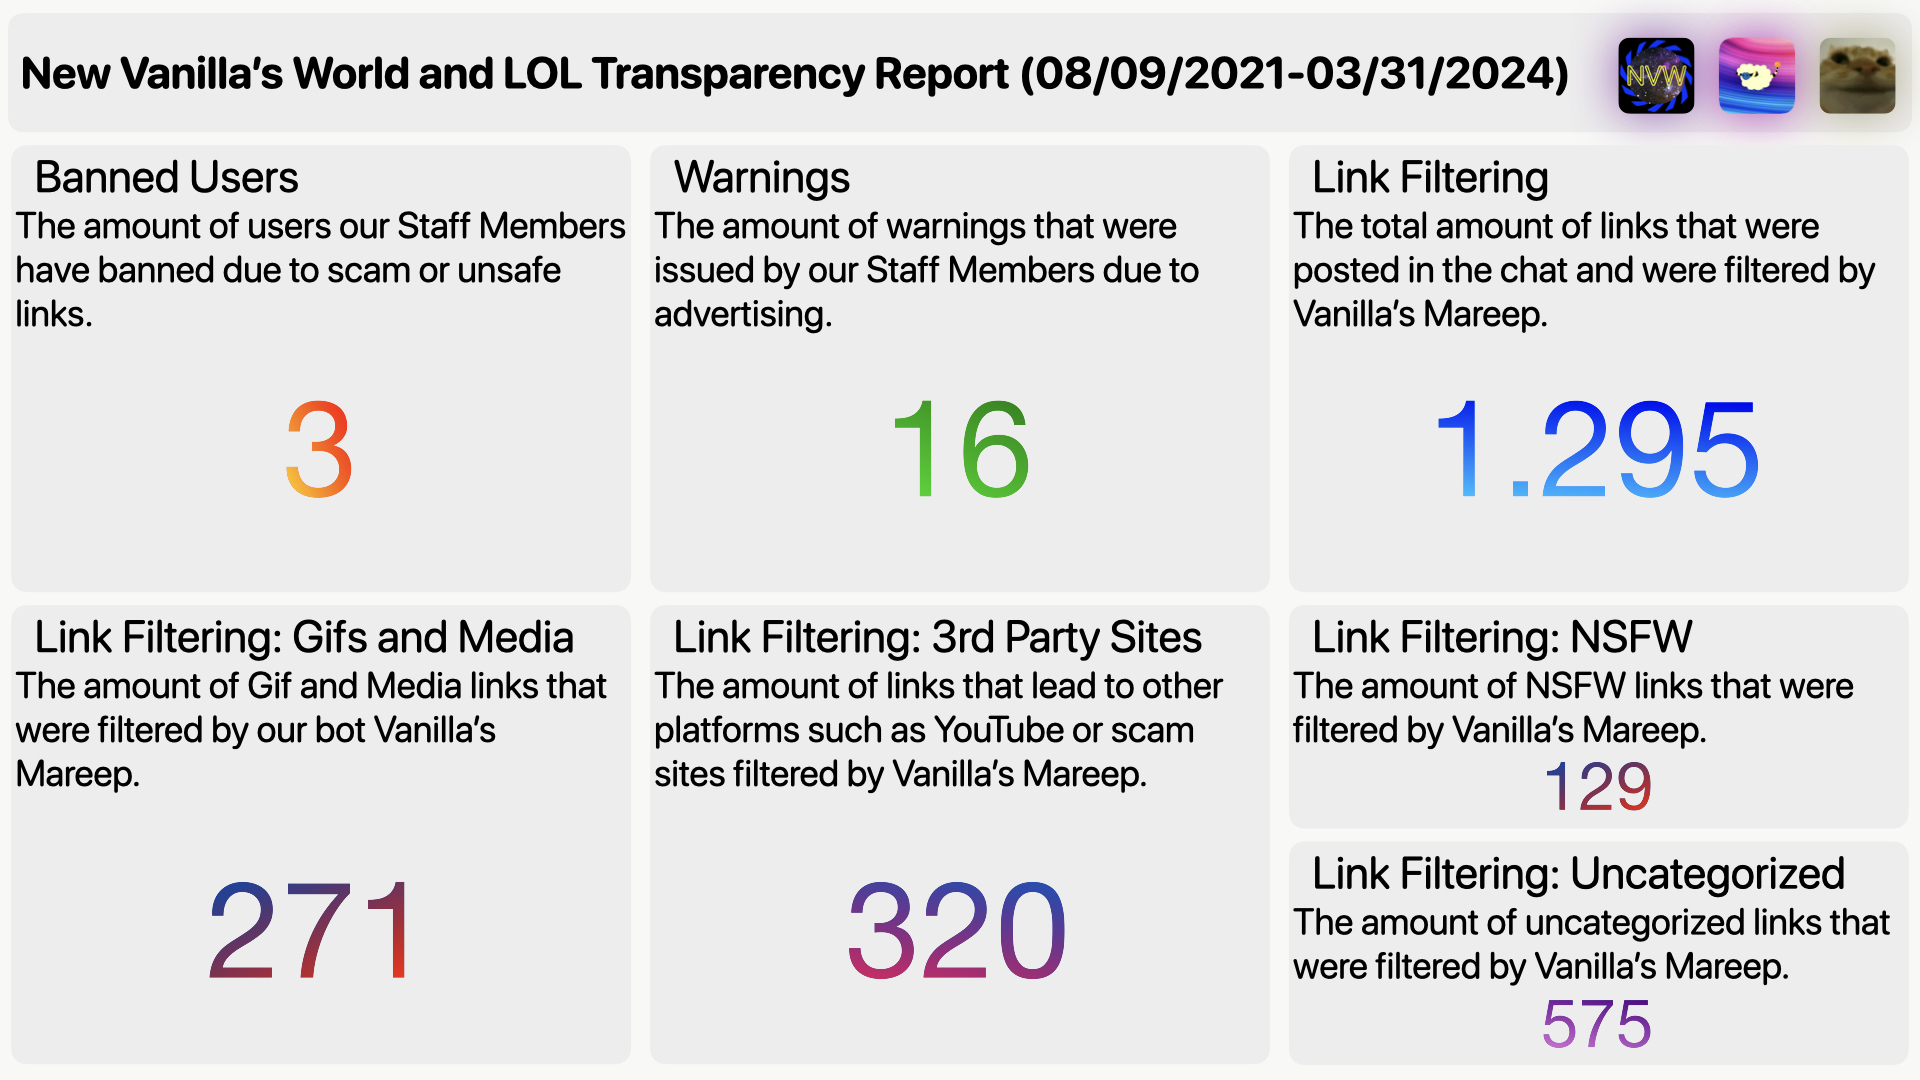 New Vanilla’s World and LOL Transparency Report (08/09/2021-03/31/2024)
NVW
Banned Users
The amount of users our Staff Members
have banned due to scam or unsafe
links.
3
Warnings
The amount of warnings that were
issued by our Staff Members due to
advertising.
16
Link Filtering
The total amount of links that were
posted in the chat and were filtered by
Vanilla’s Mareep.
1.295
Link Filtering: Gifs and Media
The amount of Gif and Media links that
were filtered by our bot Vanilla’s
Mareep.
271
Link Filtering: 3rd Party Sites
The amount of links that lead to other
platforms such as YouTube or scam
sites filtered by Vanilla’s Mareep.
320
Link Filtering: NSFW
The amount of NSFW links that were
filtered by Vanilla’s Mareep.
129
Link Filtering: Uncategorized
The amount of uncategorized links that
were filtered by Vanilla’s Mareep.
575